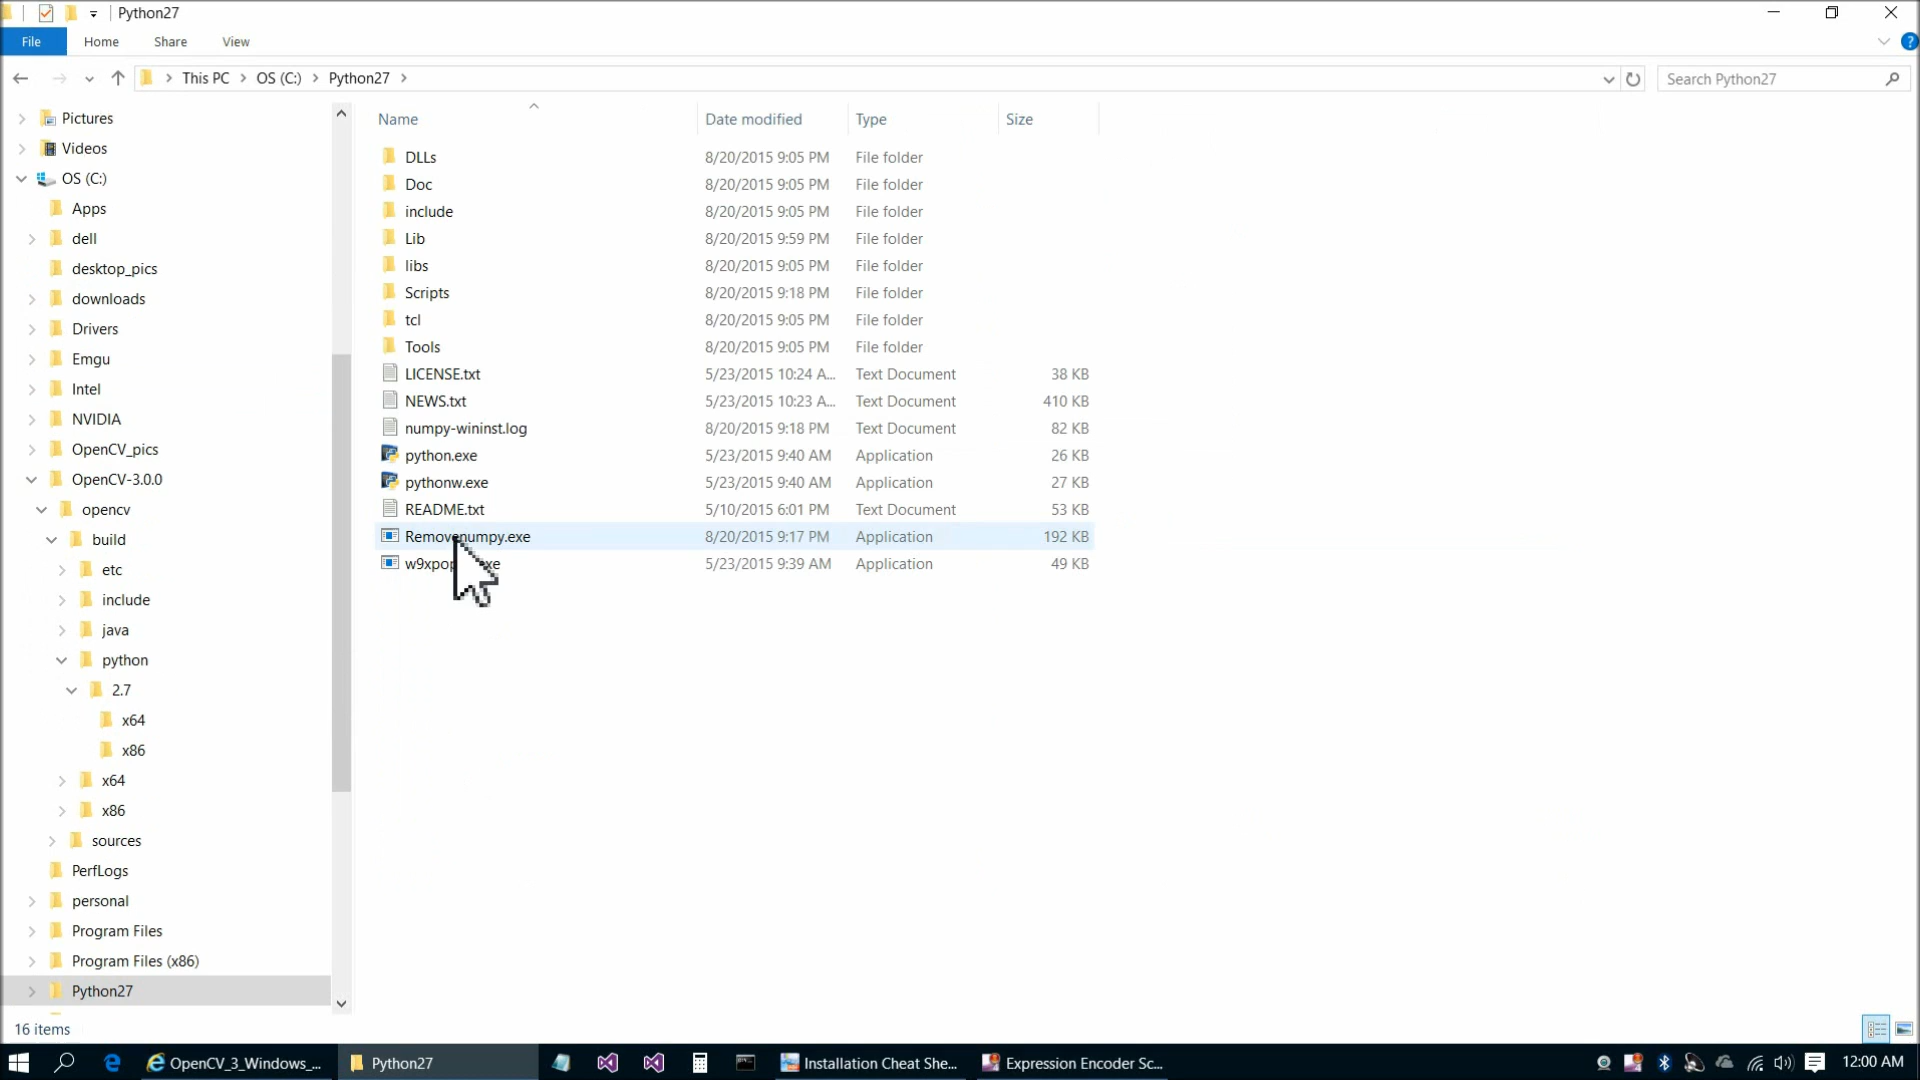 Python27
File Home Share View
This PC OS (C:) Python27 Search Python27
Name Date modified Type Size
Pictures
Videos
OS (C:)
Apps
dell
desktop_pics
downloads
Drivers
Emgu
Intel
NVIDIA
OpenCV_pics
OpenCV-3.0.0
opencv
build
etc
include
java
python
2.7
x64
x86
x64
x86
sources
PerfLogs
personal
Program Files
Program Files (x86)
Python27
DLLs 8/20/2015 9:05 PM File folder
Doc 8/20/2015 9:05 PM File folder
include 8/20/2015 9:05 PM File folder
Lib 8/20/2015 9:59 PM File folder
libs 8/20/2015 9:05 PM File folder
Scripts 8/20/2015 9:18 PM File folder
tcl 8/20/2015 9:05 PM File folder
Tools 8/20/2015 9:05 PM File folder
LICENSE.txt 5/23/2015 10:24 A... Text Document 38 KB
NEWS.txt 5/23/2015 10:23 A... Text Document 410 KB
numpy-wininst.log 8/20/2015 9:18 PM Text Document 82 KB
python.exe 5/23/2015 9:40 AM Application 26 KB
pythonw.exe 5/23/2015 9:40 AM Application 27 KB
README.txt 5/10/2015 6:01 PM Text Document 53 KB
Removenumpy.exe 8/20/2015 9:17 PM Application 192 KB
5/23/2015 9:39 AM Application 49 KB
16 items
OpenCV_3_Windows_... Python27 Installation Cheat She... Expression Encoder Sc... 12:00 AM